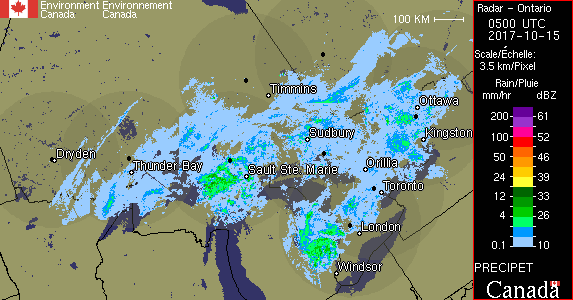 Environment Environnement
Canada Canada
100 KM
Timmins
Ottawa
Sudbury
Kingston
Dryden
Thunder Bay
Sault Ste. Marie
Orillia
Toronto
London
Windsor
Radar - Ontario
0500 UTC
2017-10-15
Scale/Échelle:
3.5 km/Pixel
Rain/Pluie
mm/hr dBZ
200 61
100 52
50 46
24 39
12 33
4 26
0.1 10
PRECIPET
Canada